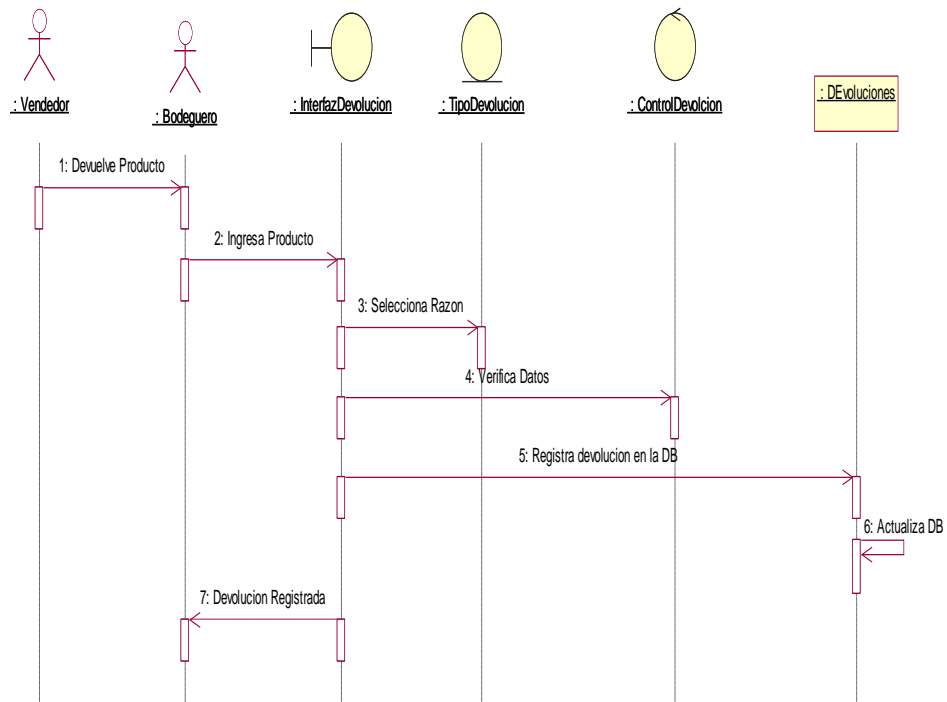 : Vendedor
: Bodeguero
: InterfazDevolucion
: TipoDevolucion
: ControlDevolcion
: DEvoluciones
1: Devuelve Producto
2: Ingresa Producto
3: Selecciona Razon
4: Verifica Datos
5: Registra devolucion en la DB
6: Actualiza DB
7: Devolucion Registrada